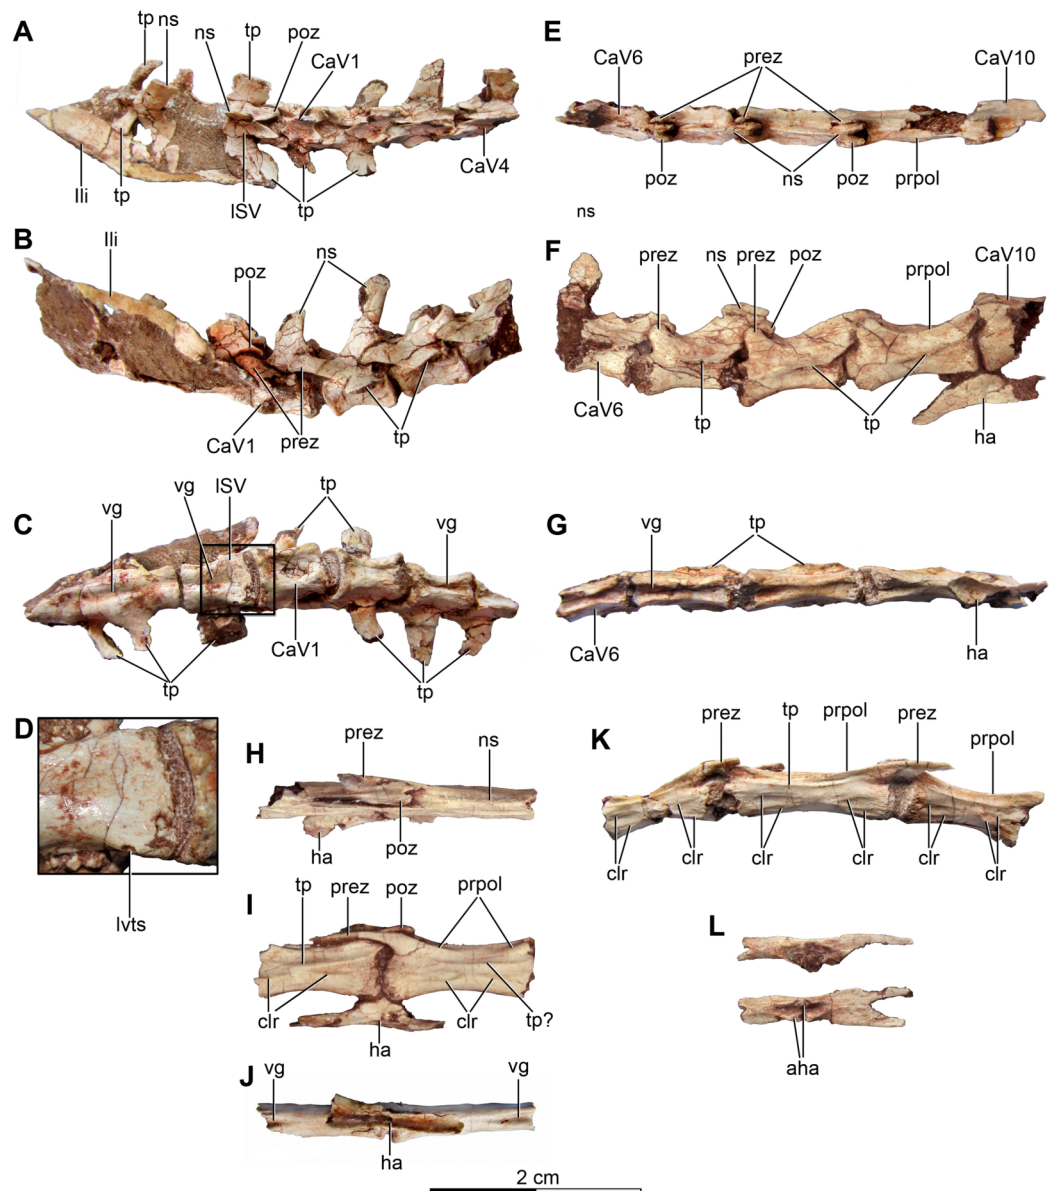 A
tp ns
ns
tp
poz
CaV1
Ili
tp
lSV
tp
CaV4
B
Ili
poz
ns
CaV1
prez
tp
C
vg
vg
lSV
tp
vg
tp
CaV1
tp
D
lvts
E
CaV6
prez
CaV10
poz
ns
poz
prpol
ns
F
prez
ns
prez
poz
prpol
CaV10
CaV6
tp
tp
ha
G
vg
tp
CaV6
ha
H
prez
ns
ha
poz
I
tp
prez
poz
prpol
clr
ha
clr
tp?
J
vg
vg
ha
K
prez
tp
prpol
prez
prpol
clr
clr
clr
clr
clr
clr
L
aha
2 cm